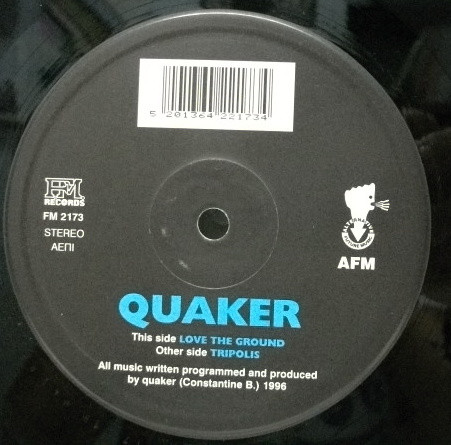 5 201364 221734
FM
RECORDS
FM 2173
STEREO
ΑΕΠΙ
ALTERNATIVE
AFM
QUAKER
This side LOVE THE GROUND
Other side TRIPOLIS
All music written programmed and produced
by quaker (Constantine B.) 1996